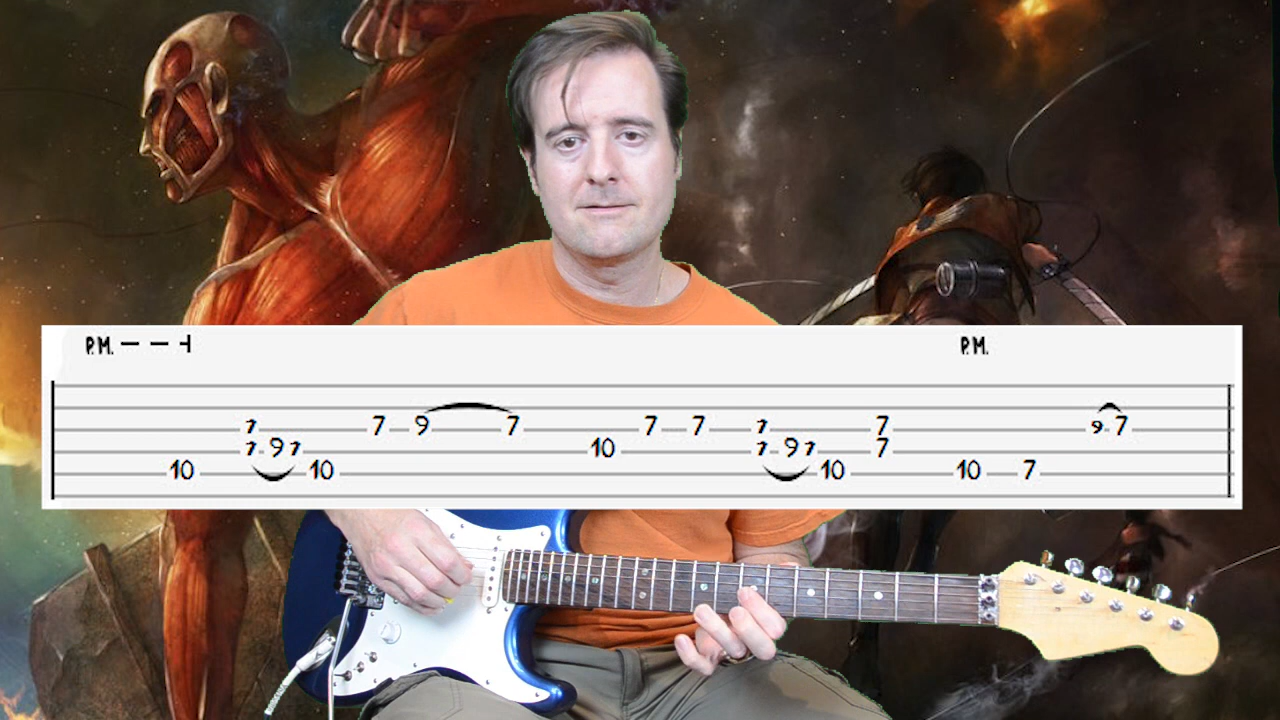 P.M. — — ⊣ P.M.
7 7 9 7 7 7 7 7 9 7
7 9 7 10 7 9 7 7
10 10 10 10 7